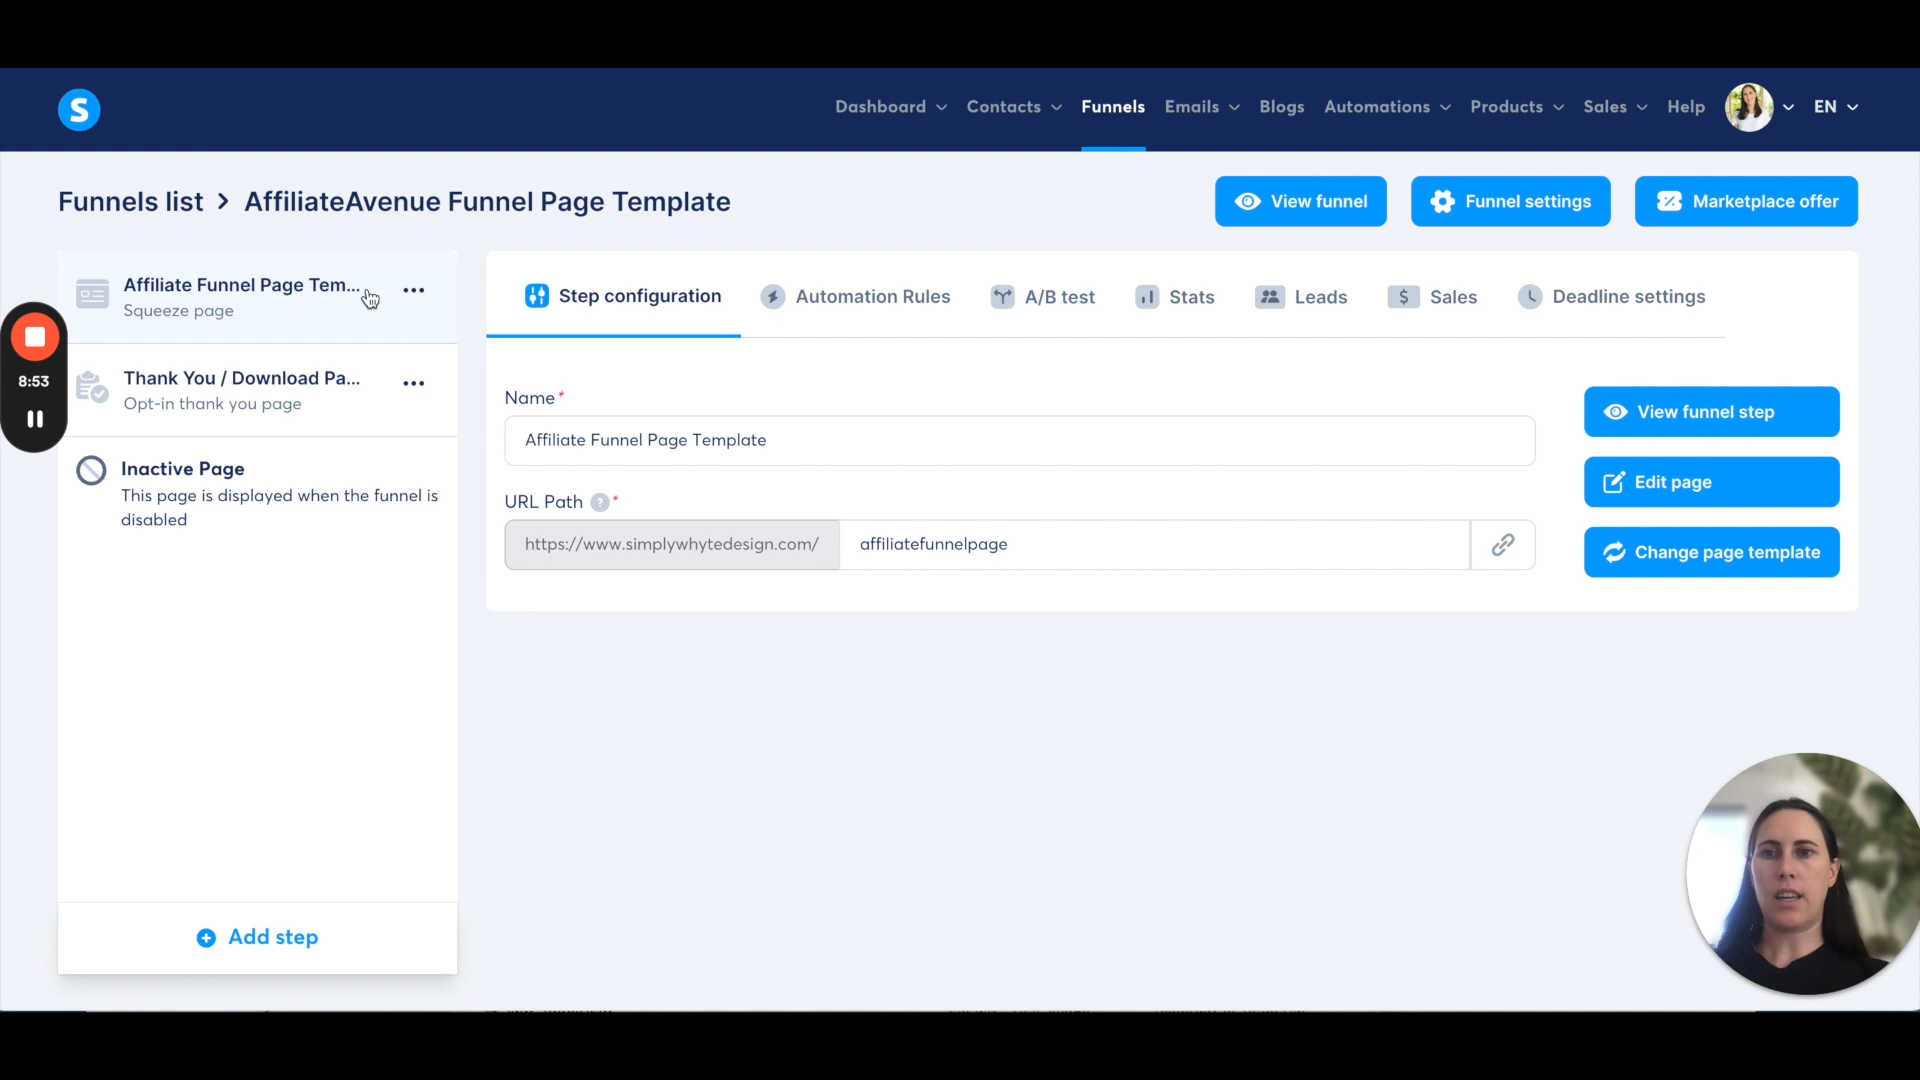 S
Dashboard
Contacts
Funnels
Emails
Blogs
Automations
Products
Sales
Help
EN
Funnels list > AffiliateAvenue Funnel Page Template
View funnel
Funnel settings
Marketplace offer
Affiliate Funnel Page Tem...
Squeeze page
8:53
Thank You / Download Pa...
Opt-in thank you page
Inactive Page
This page is displayed when the funnel is
disabled
Add step
Step configuration
Automation Rules
A/B test
Stats
Leads
$ Sales
Deadline settings
Name*
Affiliate Funnel Page Template
URL Path ? *
https://www.simplywhytedesign.com/
affiliatefunnelpage
View funnel step
Edit page
Change page template